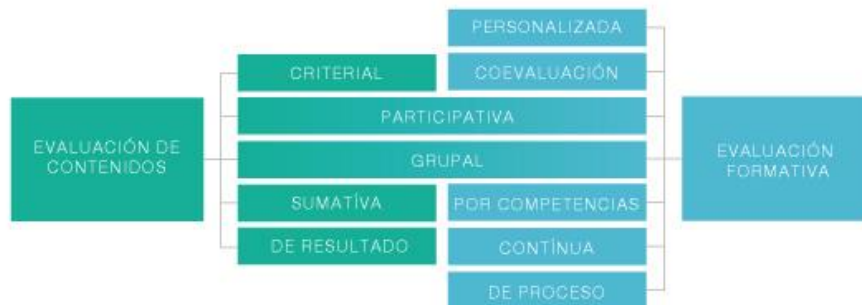 PERSONALIZADA
CRITERIAL
COEVALUACIÓN
PARTICIPATIVA
EVALUACIÓN DE
CONTENIDOS
GRUPAL
EVALUACIÓN
FORMATIVA
SUMATÍVA
POR COMPETENCIAS
DE RESULTADO
CONTÍNUA
DE PROCESO